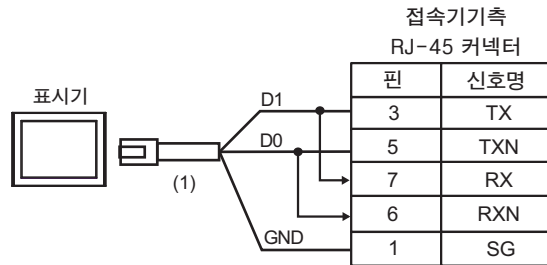 접속기기측
RJ-45 커넥터
핀 신호명
표시기
D1
3 TX
D0
5 TXN
(1)
7 RX
6 RXN
GND
1 SG